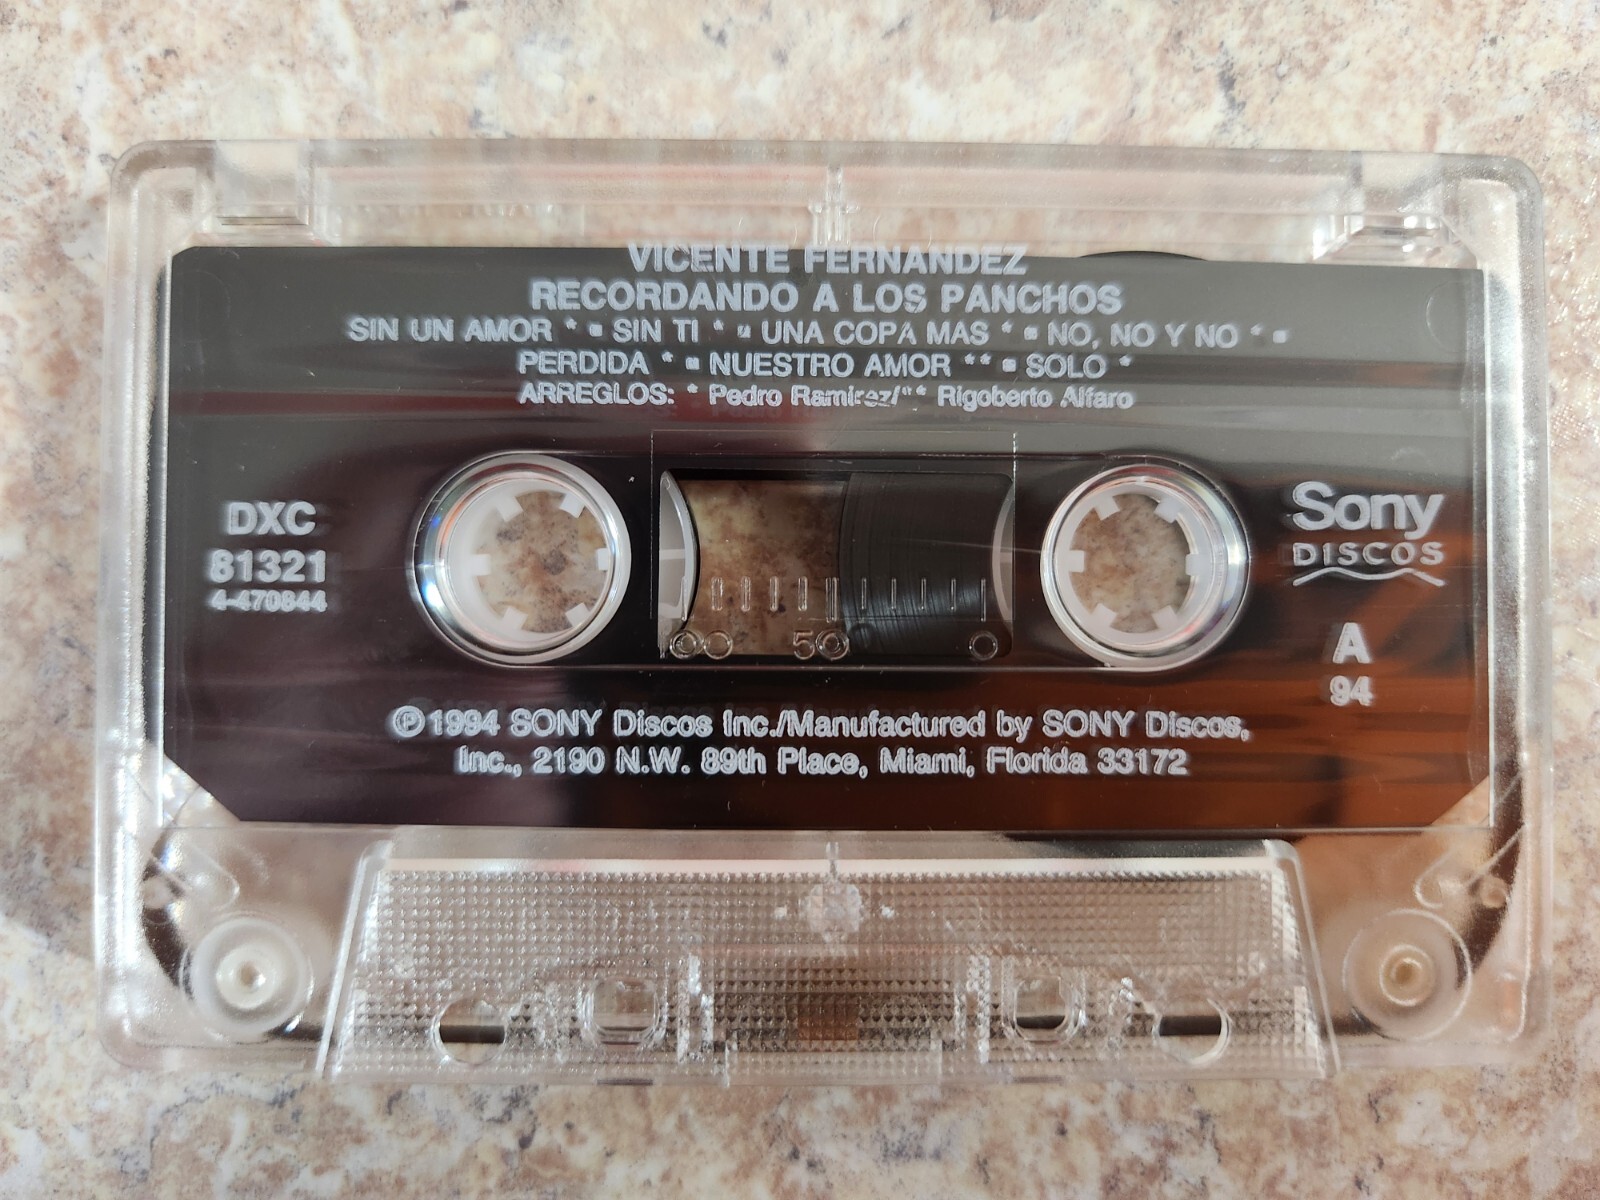 VICENTE FERNANDEZ
RECORDANDO A LOS PANCHOS
SIN UN AMOR * ▪ SIN TI * ▪ UNA COPA MAS * ▪ NO, NO Y NO * ▪
PERDIDA * ▪ NUESTRO AMOR ** ▪ SOLO *
ARREGLOS: * Pedro Ramirez/** Rigoberto Alfaro
DXC
81321
4-470844
100 50 0
Sony
DISCOS
A
94
℗ 1994 SONY Discos Inc./Manufactured by SONY Discos,
Inc., 2190 N.W. 89th Place, Miami, Florida 33172